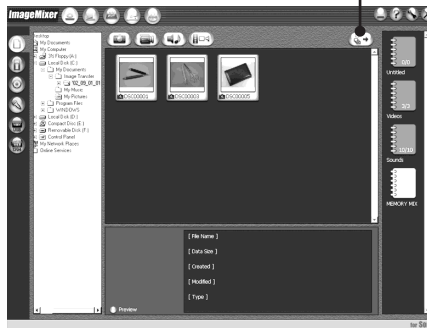 ImageMixer
Desktop
My Documents
My Computer
3½ Floppy (A:)
Local Disk (C:)
My Documents
Image Transfer
'02_09_01_01
My Music
My Pictures
Program Files
WINDOWS
Local Disk (D:)
Compact Disc (E:)
Removable Disk (F:)
Control Panel
My Network Places
Online Services
DSC00001
DSC00003
DSC00005
0/0
Untitled
3/3
Videos
10/10
Sounds
MEMORY MIX
[ File Name ]
[ Data Size ]
[ Created ]
[ Modified ]
[ Type ]
Preview
for So